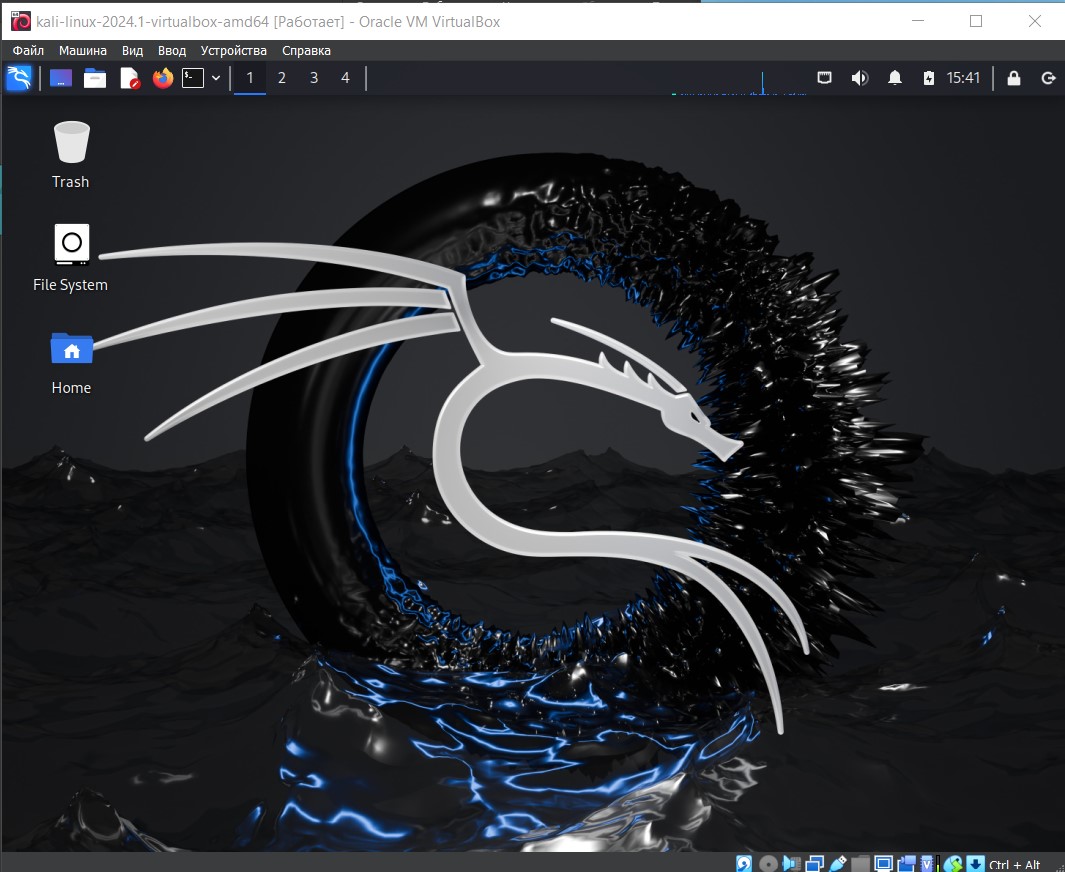 kali-linux-2024.1-virtualbox-amd64 [Работает] - Oracle VM VirtualBox
Файл Машина Вид Ввод Устройства Справка
1 2 3 4 15:41
Trash
File System
Home
Ctrl + Alt